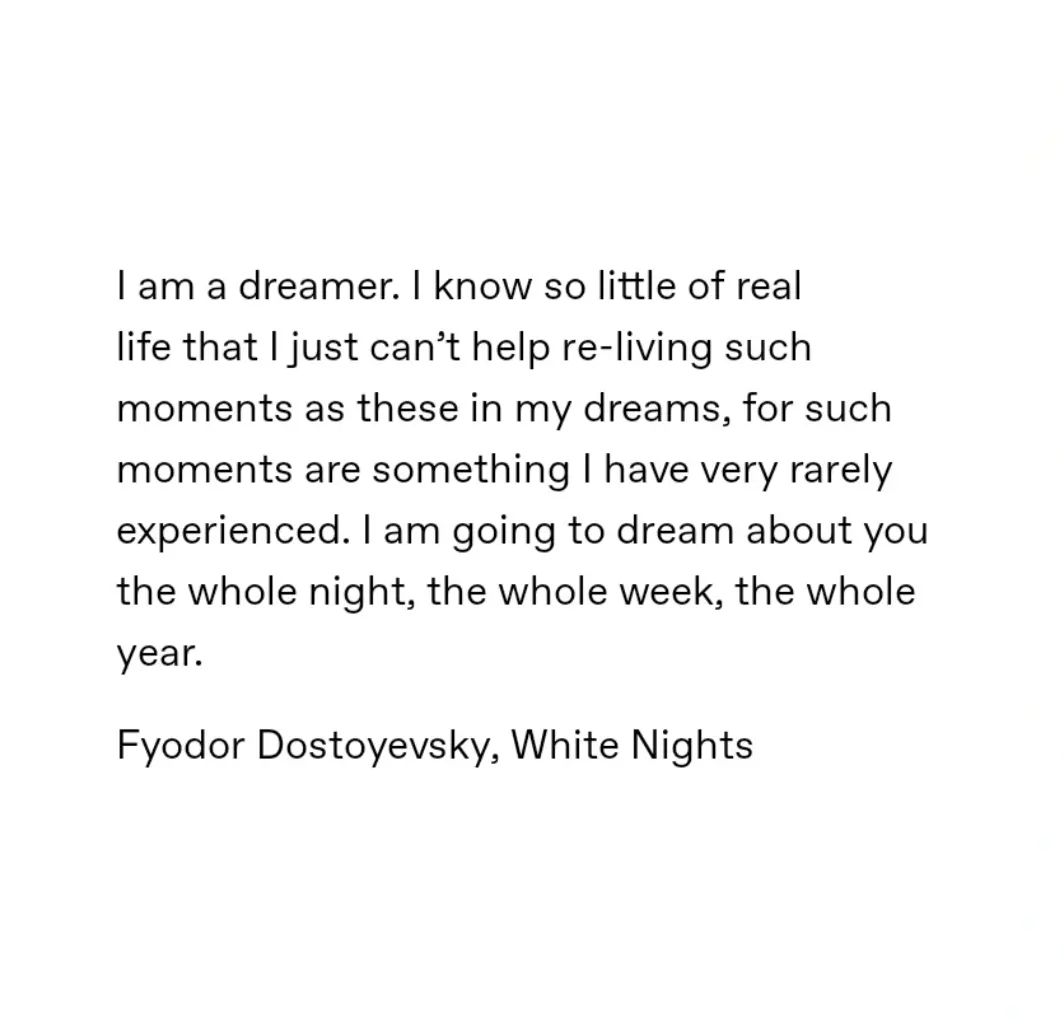 I am a dreamer. I know so little of real
life that I just can’t help re-living such
moments as these in my dreams, for such
moments are something I have very rarely
experienced. I am going to dream about you
the whole night, the whole week, the whole
year.
Fyodor Dostoyevsky, White Nights